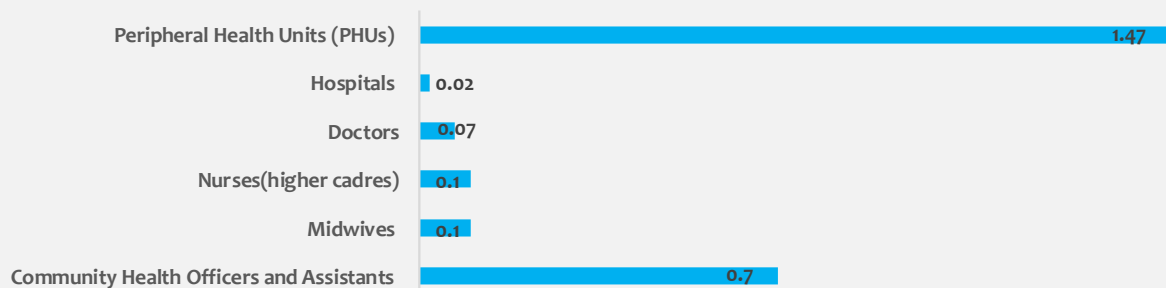 Peripheral Health Units (PHUs) 1.47
Hospitals 0.02
Doctors 0.07
Nurses(higher cadres) 0.1
Midwives 0.1
Community Health Officers and Assistants 0.7